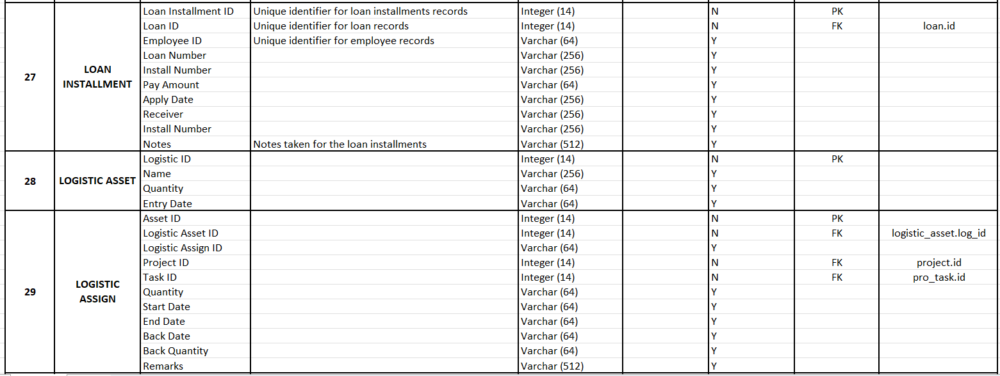 27
LOAN INSTALLMENT
Loan Installment ID Unique identifier for loan installments records Integer (14) N PK
Loan ID Unique identifier for loan records Integer (14) N FK loan.id
Employee ID Unique identifier for employee records Varchar (64) Y
Loan Number Varchar (256) Y
Install Number Varchar (256) Y
Pay Amount Varchar (64) Y
Apply Date Varchar (256) Y
Receiver Varchar (256) Y
Install Number Varchar (256) Y
Notes Notes taken for the loan installments Varchar (512) Y
28
LOGISTIC ASSET
Logistic ID Integer (14) N PK
Name Varchar (256) Y
Quantity Varchar (64) Y
Entry Date Varchar (64) Y
29
LOGISTIC ASSIGN
Asset ID Integer (14) N PK
Logistic Asset ID Integer (14) N FK logistic_asset.log_id
Logistic Assign ID Varchar (64) Y
Project ID Integer (14) N FK project.id
Task ID Integer (14) N FK pro_task.id
Quantity Varchar (64) Y
Start Date Varchar (64) Y
End Date Varchar (64) Y
Back Date Varchar (64) Y
Back Quantity Varchar (64) Y
Remarks Varchar (512) Y